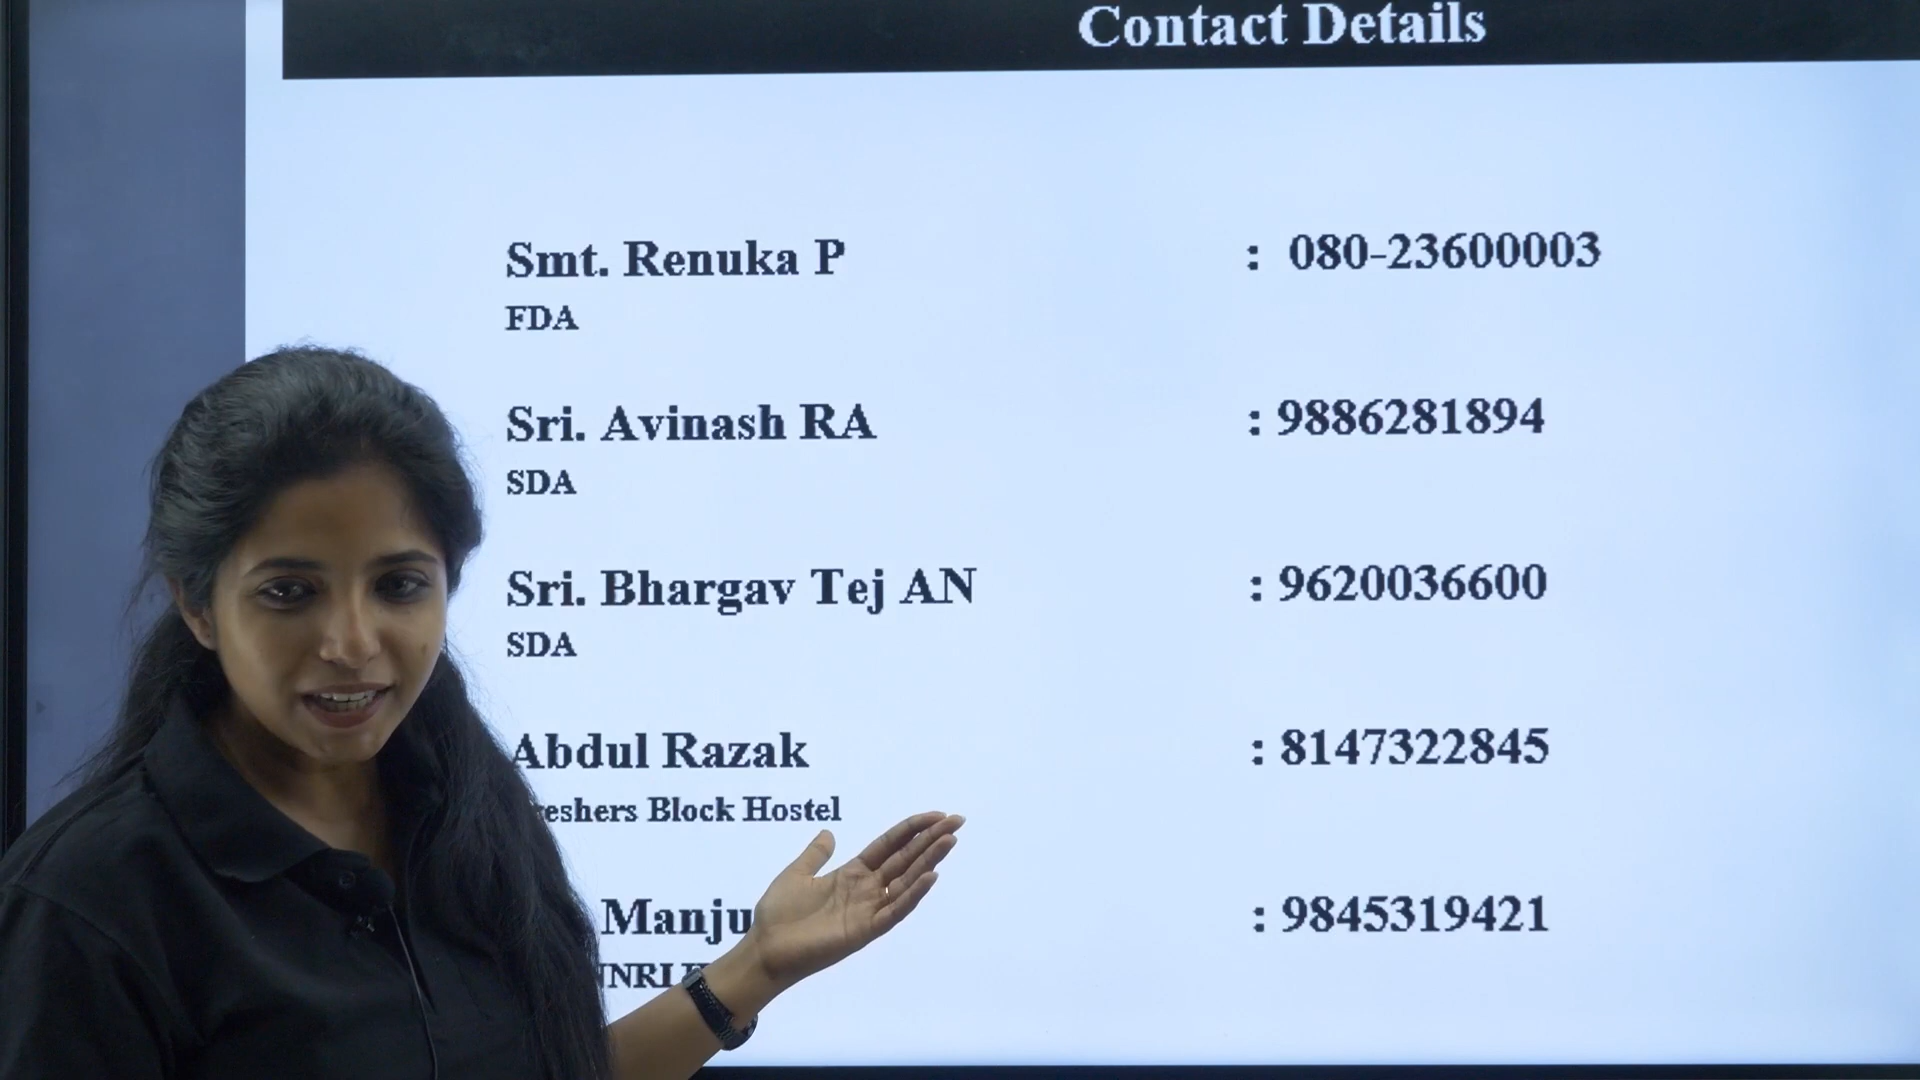 Contact Details
Smt. Renuka P : 080-23600003
FDA
Sri. Avinash RA : 9886281894
SDA
Sri. Bhargav Tej AN : 9620036600
SDA
Abdul Razak : 8147322845
Block Hostel
: 9845319421